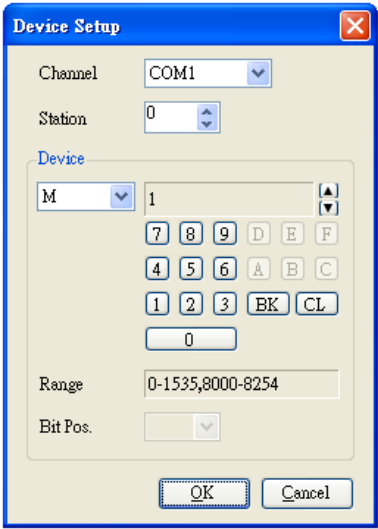 Device Setup
Channel COM1
Station 0
Device
M 1
7 8 9 D E F
4 5 6 A B C
1 2 3 BK CL
0
Range 0-1535,8000-8254
Bit Pos.
OK Cancel